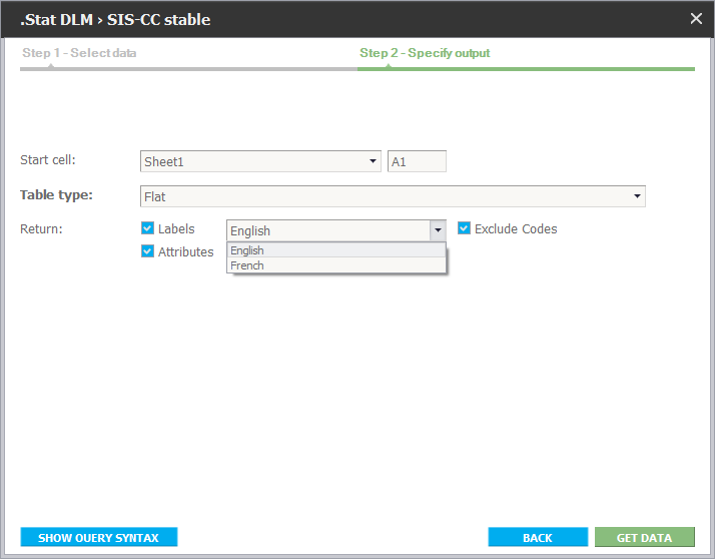 .Stat DLM › SIS-CC stable
Step 1 - Select data
Step 2 - Specify output
Start cell:
Sheet1
A1
Table type:
Flat
Return:
Labels
English
Exclude Codes
Attributes
English
French
SHOW QUERY SYNTAX
BACK
GET DATA